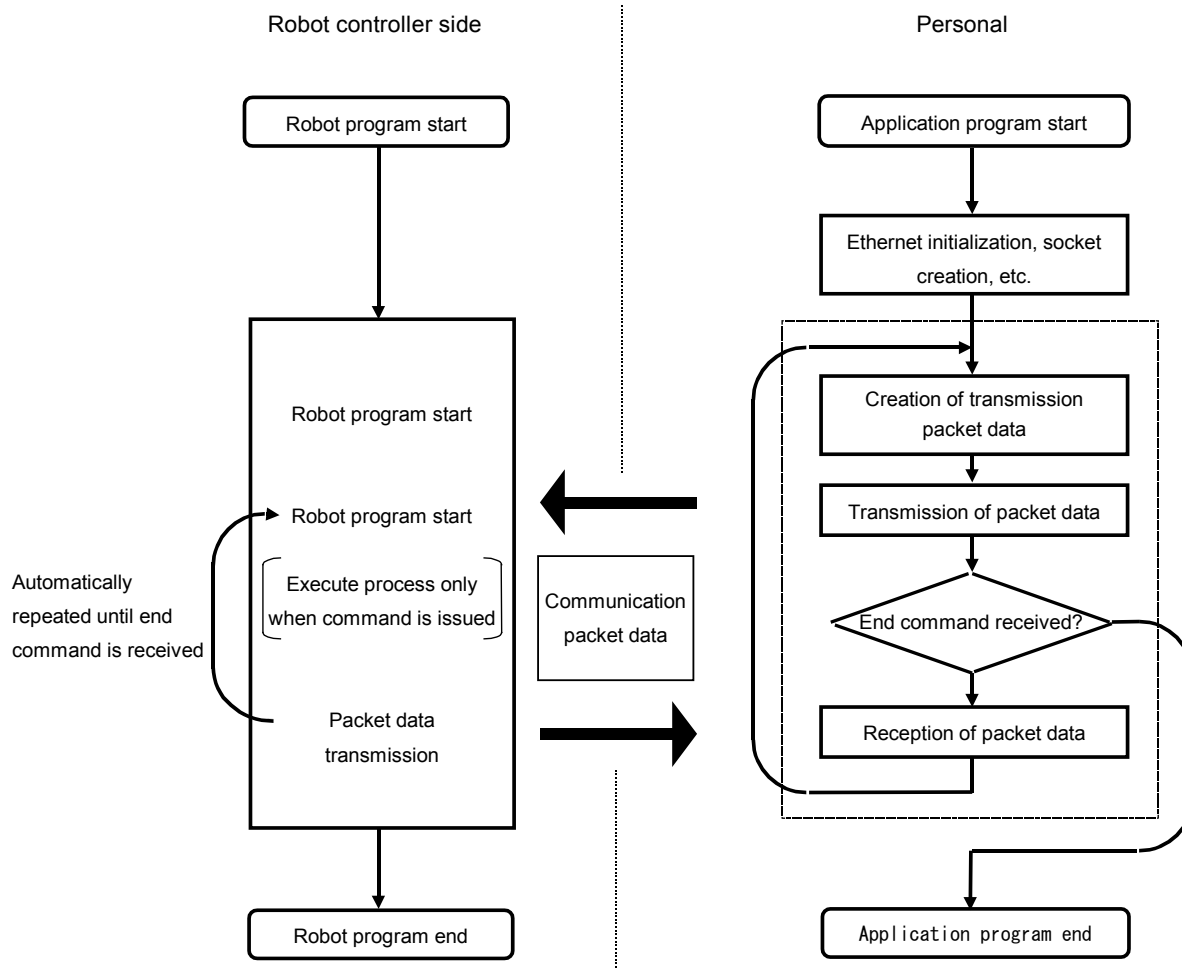 Robot controller side
Personal
Robot program start
Application program start
Ethernet initialization, socket
creation, etc.
Robot program start
Creation of transmission
packet data
Robot program start
Transmission of packet data
Automatically
repeated until end
command is received
Execute process only
when command is issued
Communication
packet data
End command received?
Packet data
transmission
Reception of packet data
Robot program end
Application program end